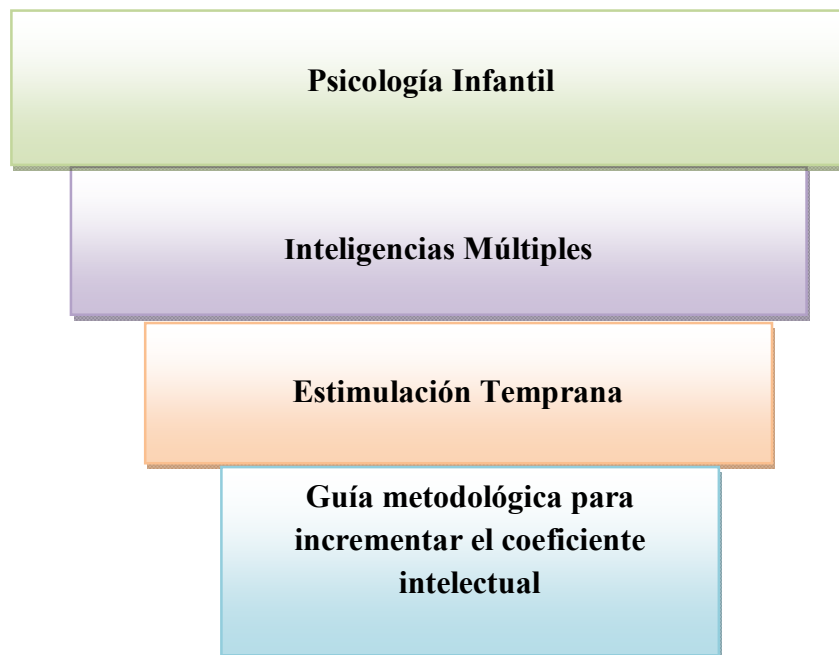 Psicología Infantil
Inteligencias Múltiples
Estimulación Temprana
Guía metodológica para
incrementar el coeficiente
intelectual